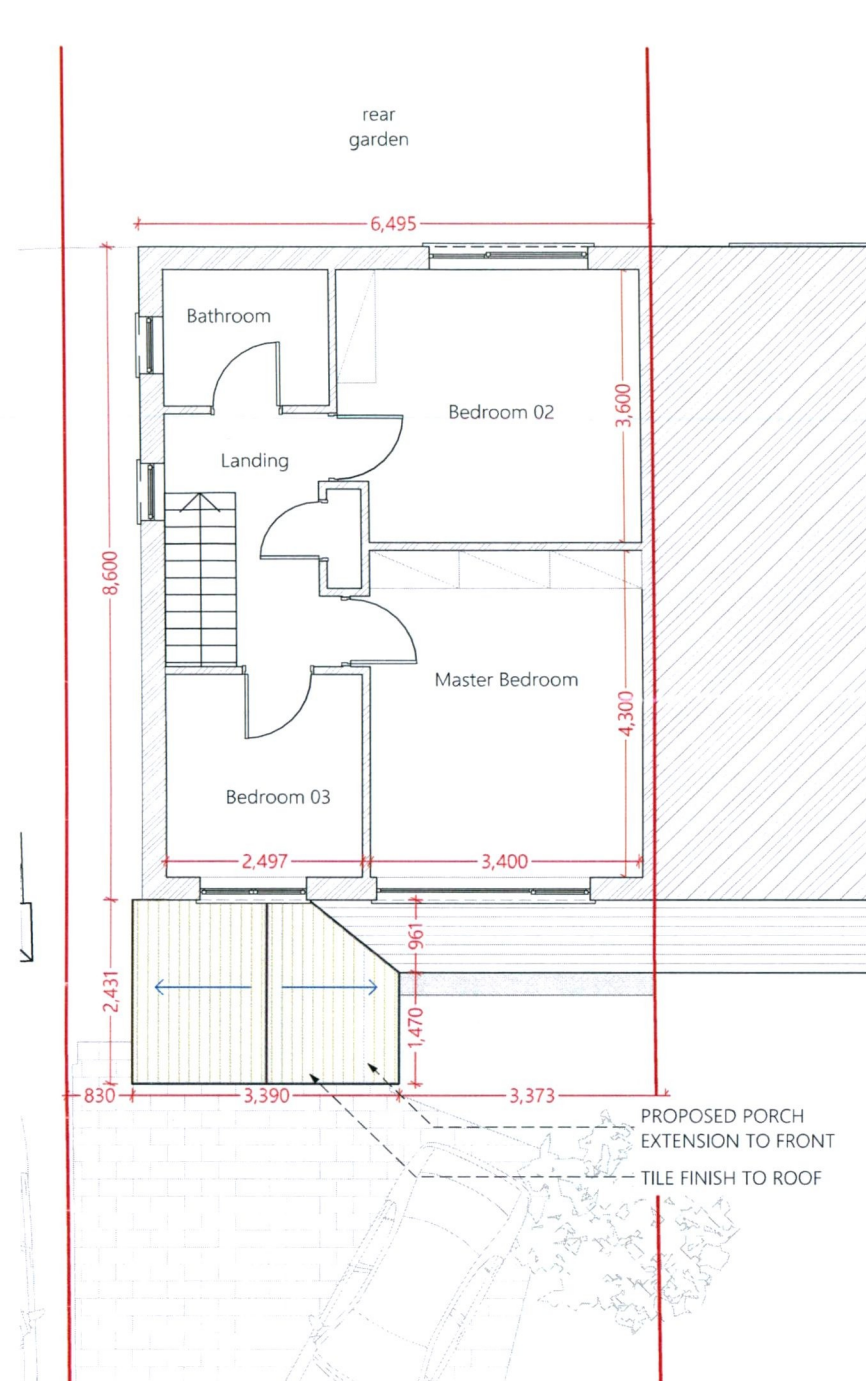 rear
garden
6,495
Bathroom
Bedroom 02
3,600
Landing
8,600
Master Bedroom
4,300
Bedroom 03
2,497
3,400
961
2,431
1,470
830
3,390
3,373
PROPOSED PORCH
EXTENSION TO FRONT
TILE FINISH TO ROOF